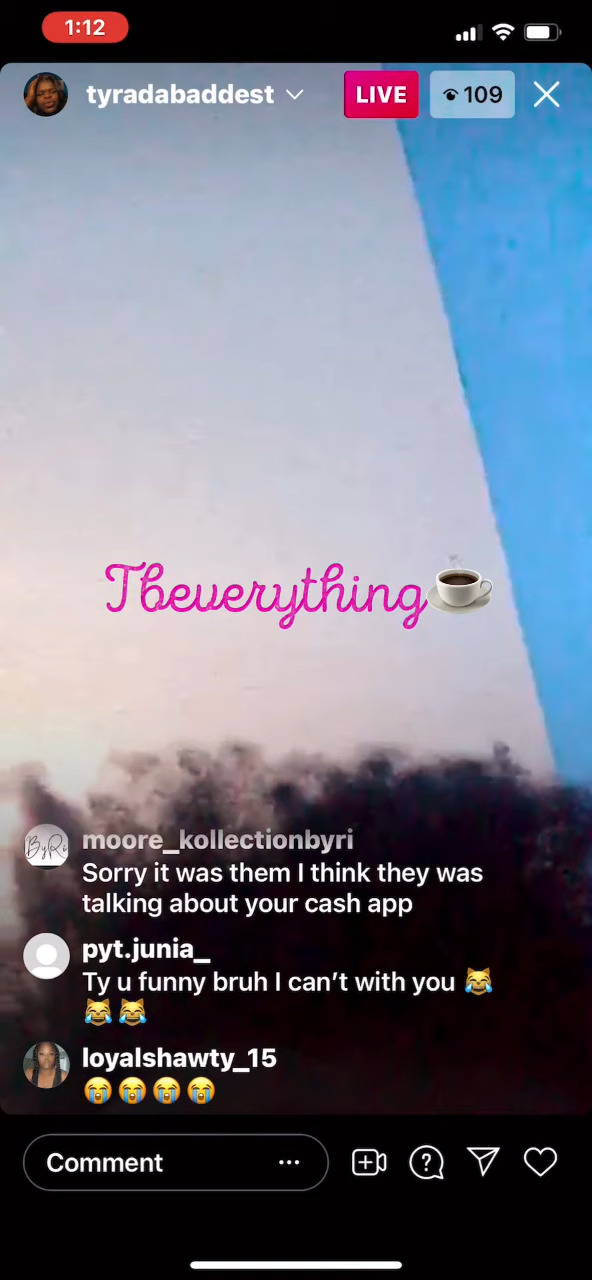 1:12
tyradabaddest
LIVE
109
Tbeverything☕
moore_kollectionbyri
Sorry it was them I think they was
talking about your cash app
pyt.junia_
Ty u funny bruh I can't with you 😹
😹😹
loyalshawty_15
😭😭😭😭
Comment ...